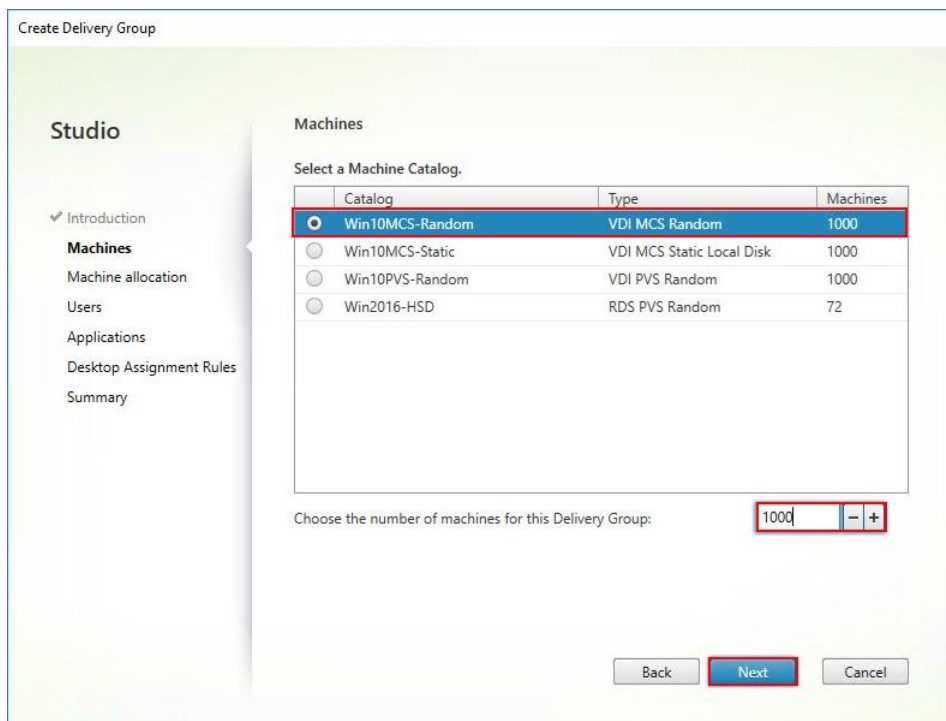 Create Delivery Group
Studio
Introduction
Machines
Machine allocation
Users
Applications
Desktop Assignment Rules
Summary
Machines
Select a Machine Catalog.
Catalog Type Machines
Win10MCS-Random VDI MCS Random 1000
Win10MCS-Static VDI MCS Static Local Disk 1000
Win10PVS-Random VDI PVS Random 1000
Win2016-HSD RDS PVS Random 72
Choose the number of machines for this Delivery Group: 1000 − +
Back Next Cancel